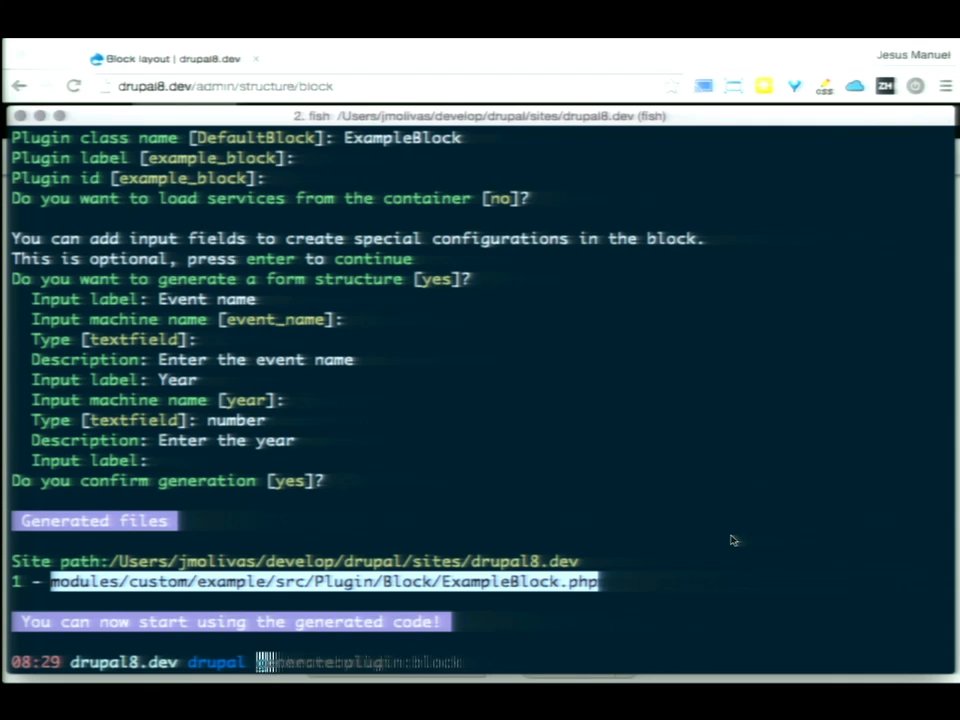 Block layout | drupal8.dev ×
Jesus Manuel
drupal8.dev/admin/structure/block
css
ZH
2. fish /Users/jmolivas/develop/drupal/sites/drupal8.dev (fish)
Plugin class name [DefaultBlock]: ExampleBlock
Plugin label [example_block]:
Plugin id [example_block]:
Do you want to load services from the container [no]?
You can add input fields to create special configurations in the block.
This is optional, press enter to continue
Do you want to generate a form structure [yes]?
Input label: Event name
Input machine name [event_name]:
Type [textfield]:
Description: Enter the event name
Input label: Year
Input machine name [year]:
Type [textfield]: number
Description: Enter the year
Input label:
Do you confirm generation [yes]?
Generated files
Site path:/Users/jmolivas/develop/drupal/sites/drupal8.dev
1 - modules/custom/example/src/Plugin/Block/ExampleBlock.php
You can now start using the generated code!
08:29 drupal8.dev drupal generate:plugin:block